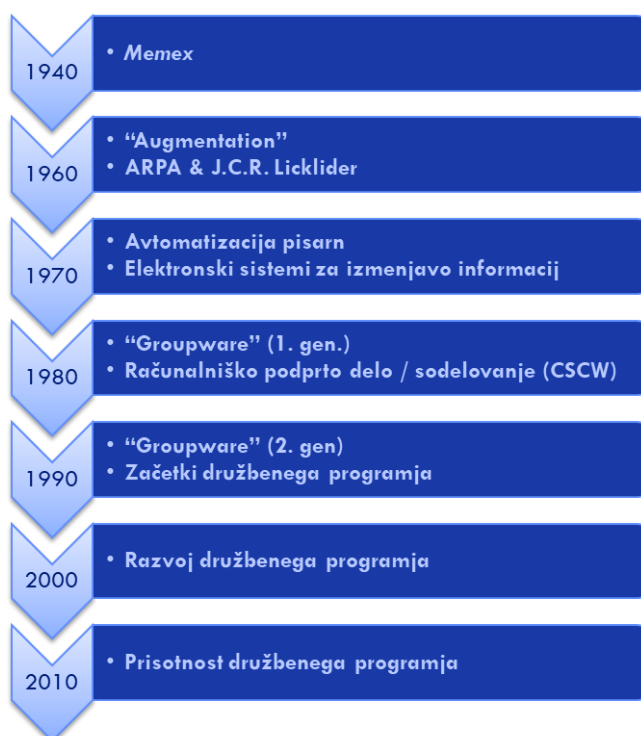 1940
• Memex
1960
• “Augmentation”
• ARPA & J.C.R. Licklider
1970
• Avtomatizacija pisarn
• Elektronski sistemi za izmenjavo informacij
1980
• “Groupware” (1. gen.)
• Računalniško podprto delo / sodelovanje (CSCW)
1990
• “Groupware” (2. gen)
• Začetki družbenega programja
2000
• Razvoj družbenega programja
2010
• Prisotnost družbenega programja